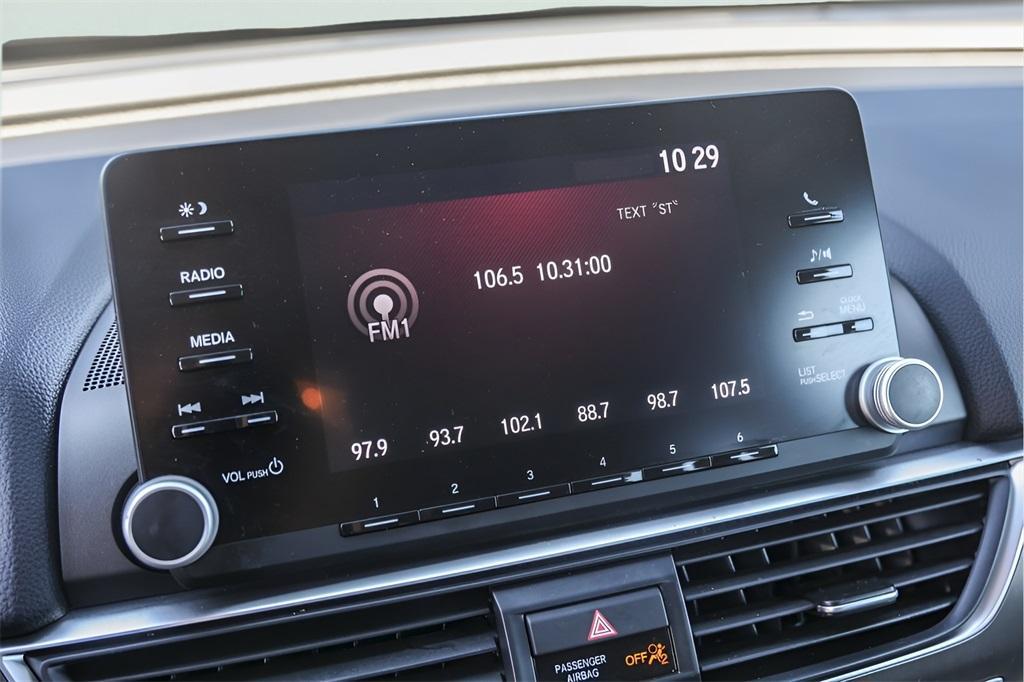 10 29
TEXT "ST"
106.5 10.31:00
FM1
97.9 93.7 102.1 88.7 98.7 107.5
1 2 3 4 5 6
RADIO
MEDIA
VOL PUSH
CLOCK
MENU
LIST
PUSH SELECT
PASSENGER
AIRBAG
OFF 2